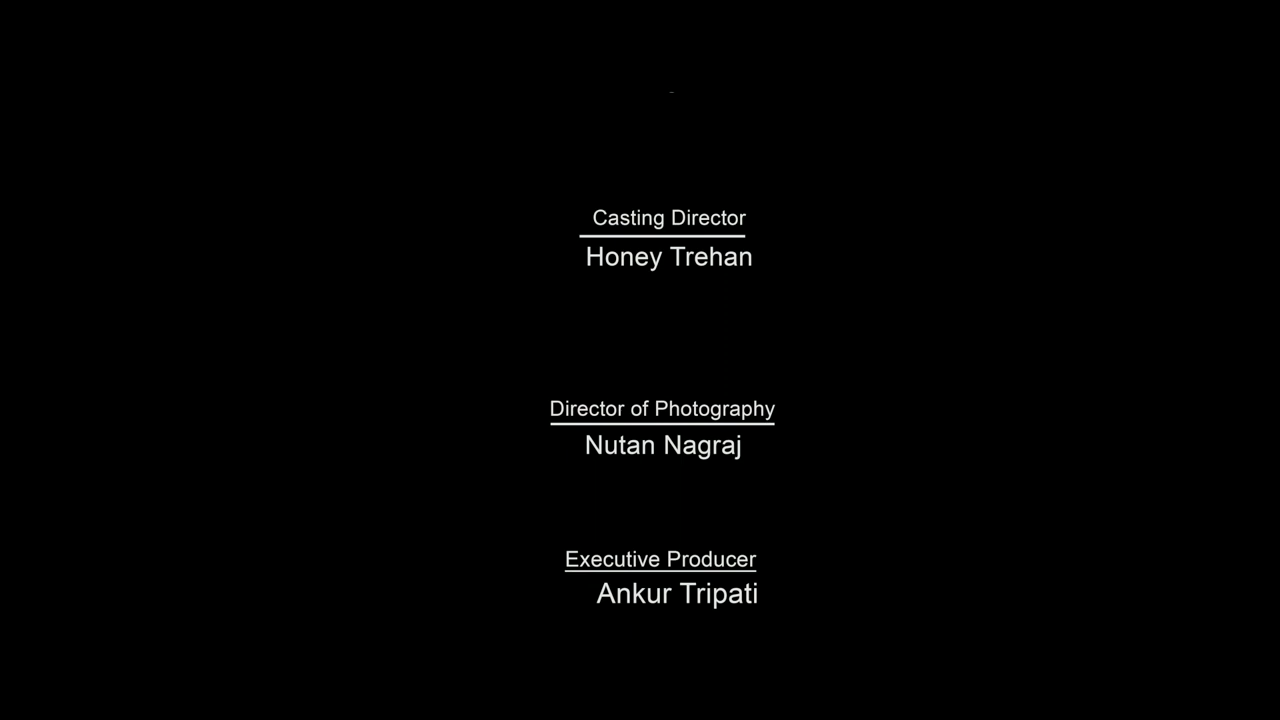 Casting Director
Honey Trehan
Director of Photography
Nutan Nagraj
Executive Producer
Ankur Tripati